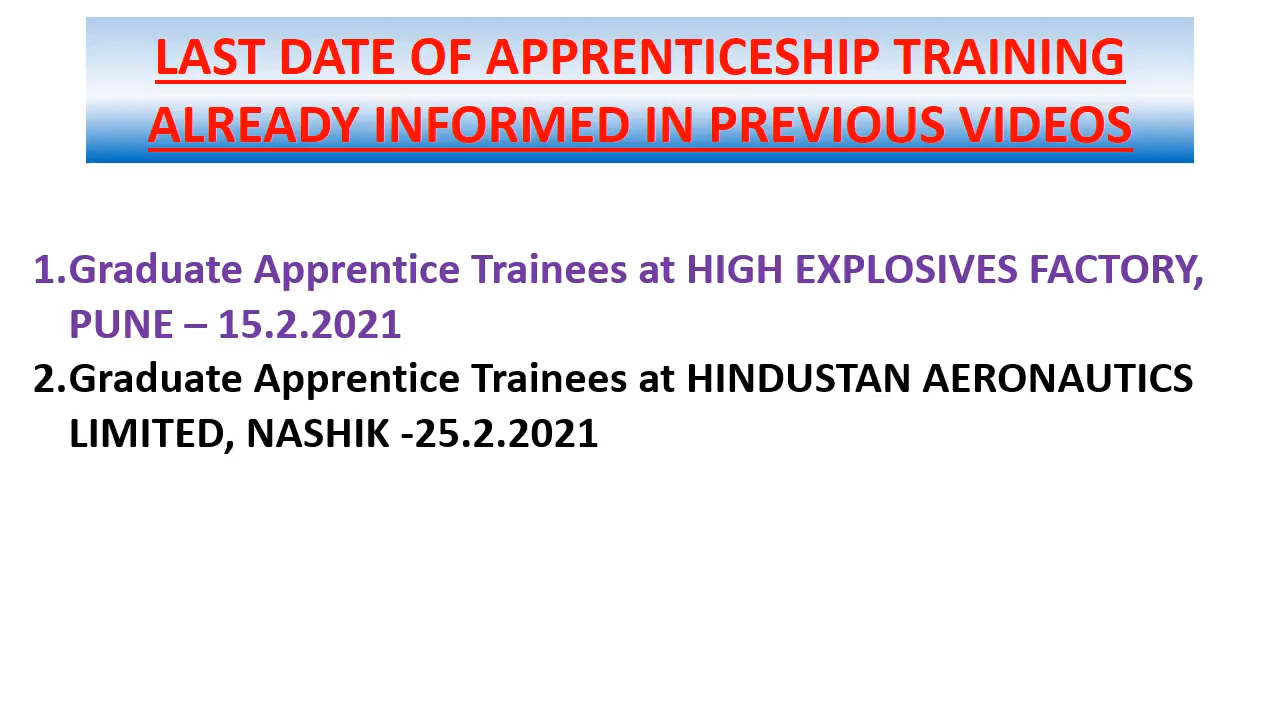 LAST DATE OF APPRENTICESHIP TRAINING
ALREADY INFORMED IN PREVIOUS VIDEOS
1.Graduate Apprentice Trainees at HIGH EXPLOSIVES FACTORY,
PUNE – 15.2.2021
2.Graduate Apprentice Trainees at HINDUSTAN AERONAUTICS
LIMITED, NASHIK -25.2.2021